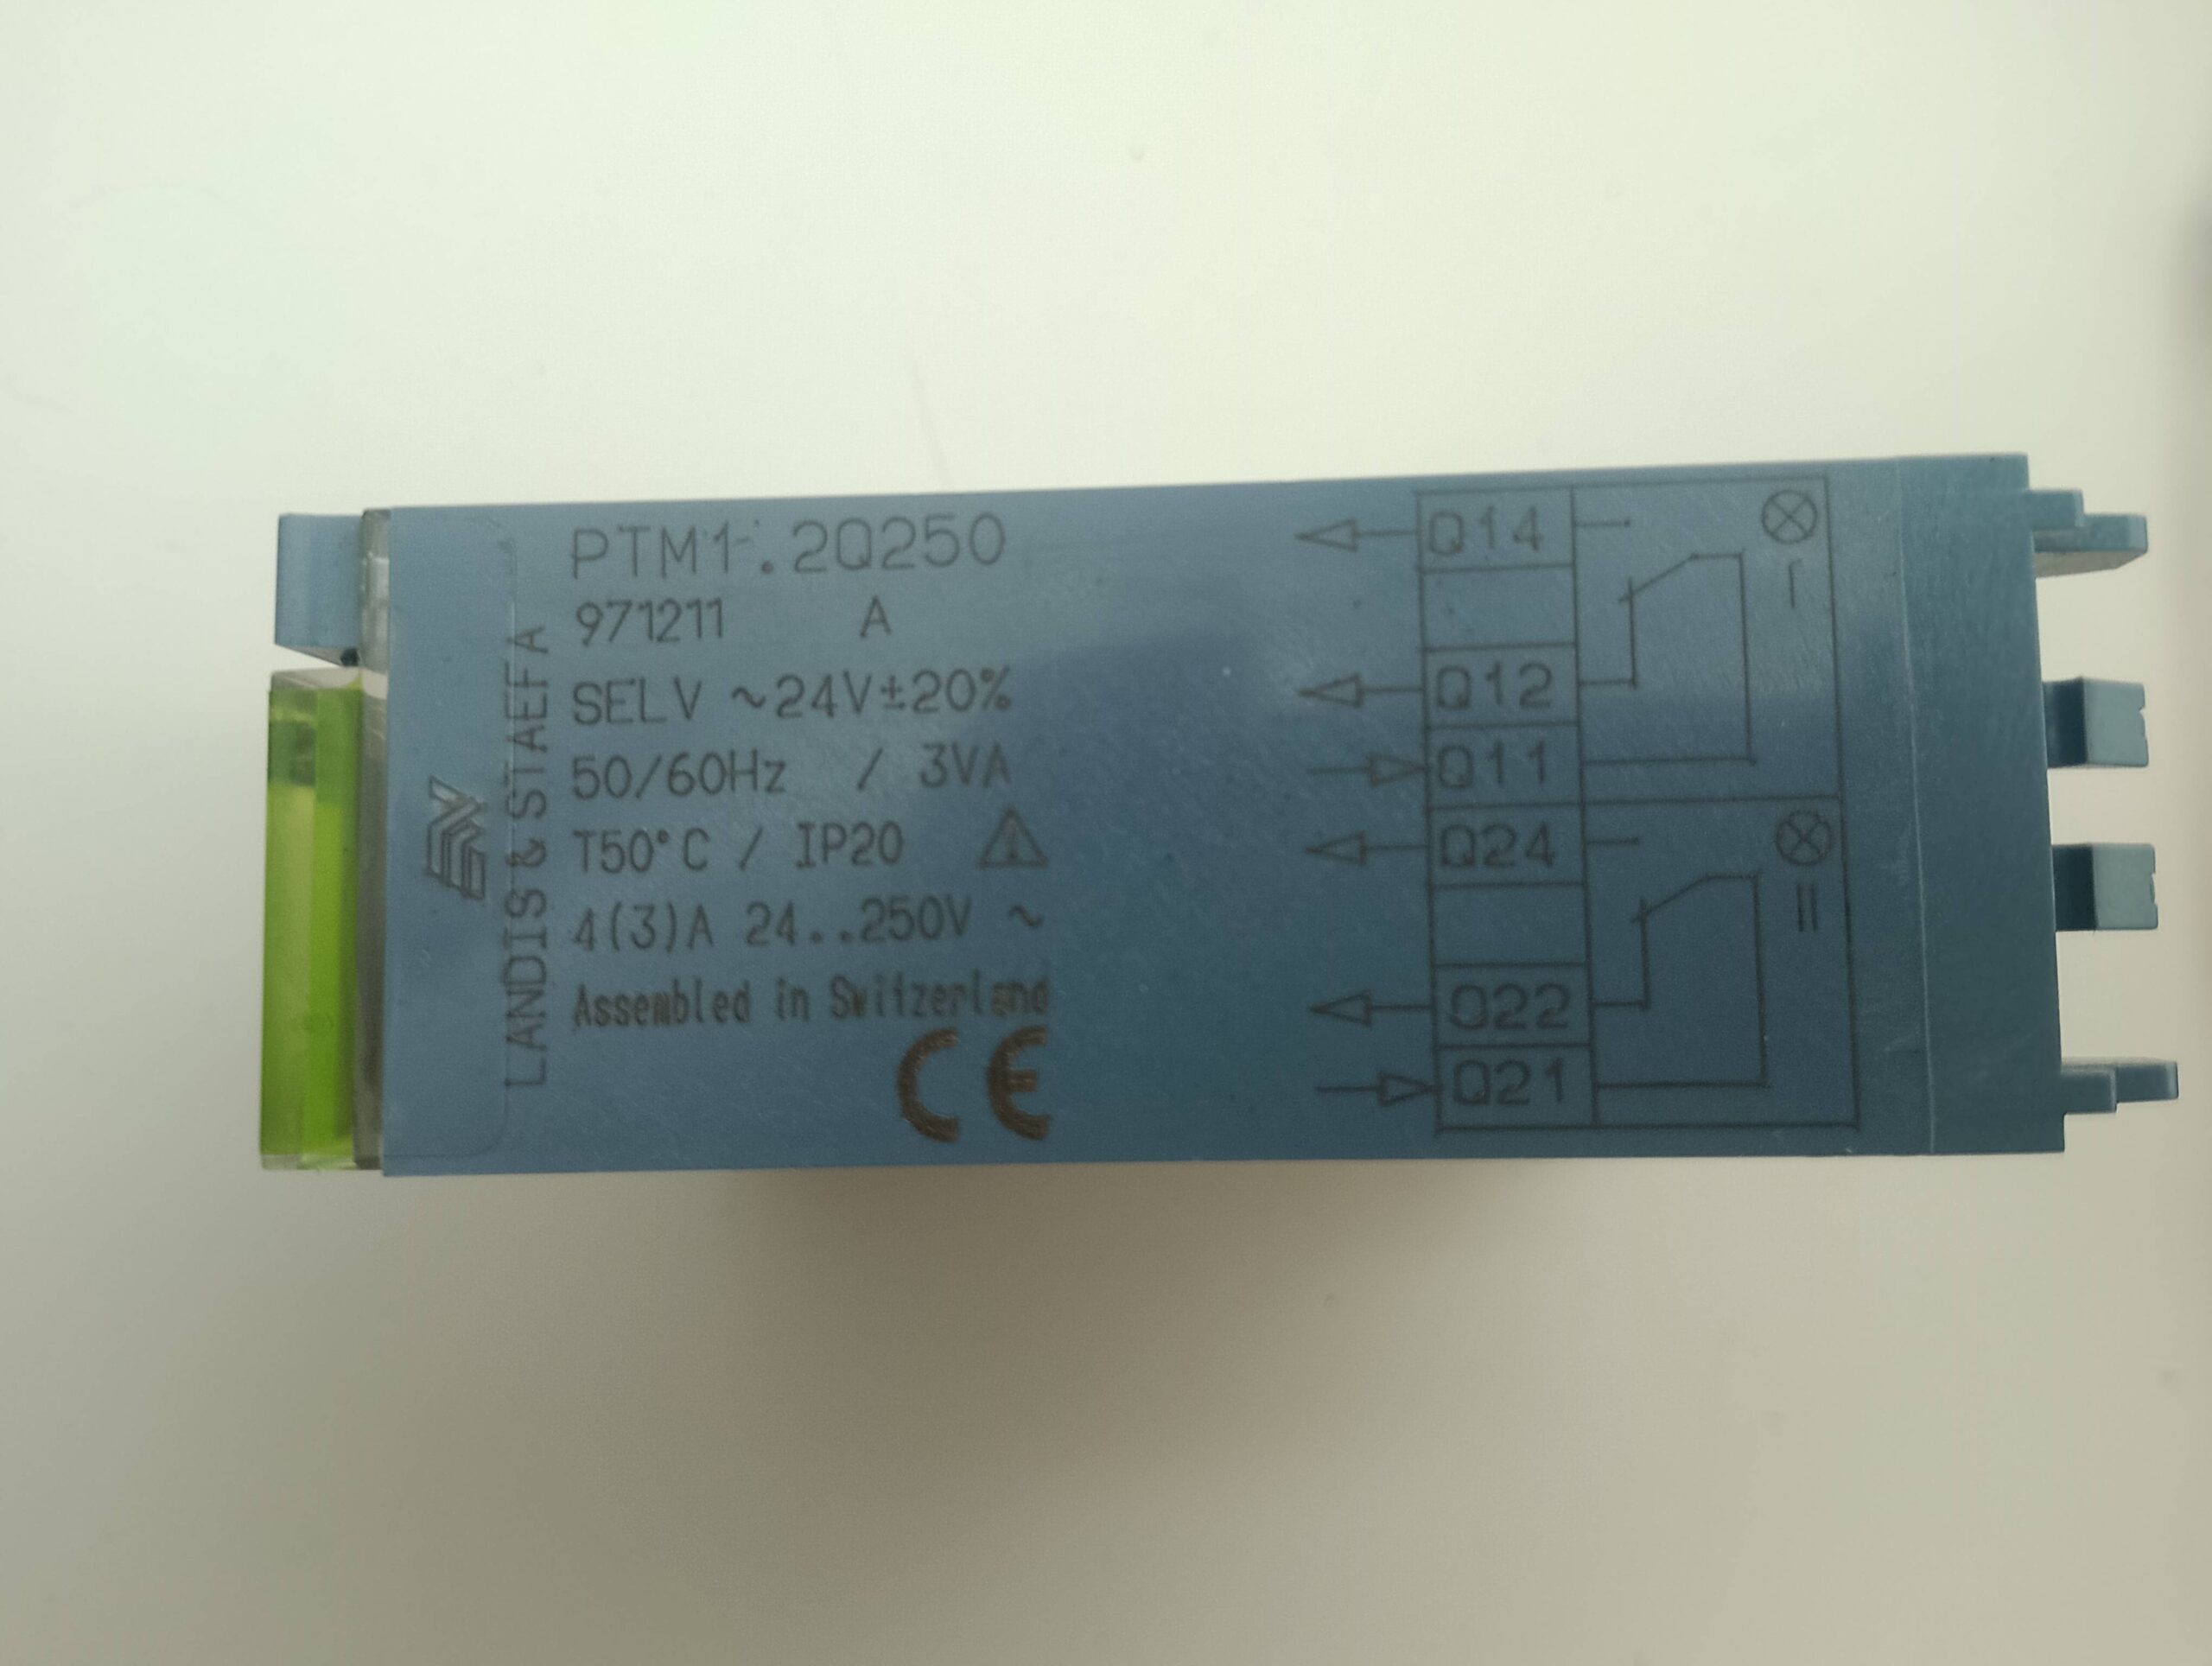 LANDIS & STAEFA
PTM1.2Q250
971211 A
SELV ~24V±20%
50/60Hz / 3VA
T50°C / IP20
4(3)A 24..250V ~
Assembled in Switzerland
CE
Q14
I
Q12
Q11
Q24
II
Q22
Q21